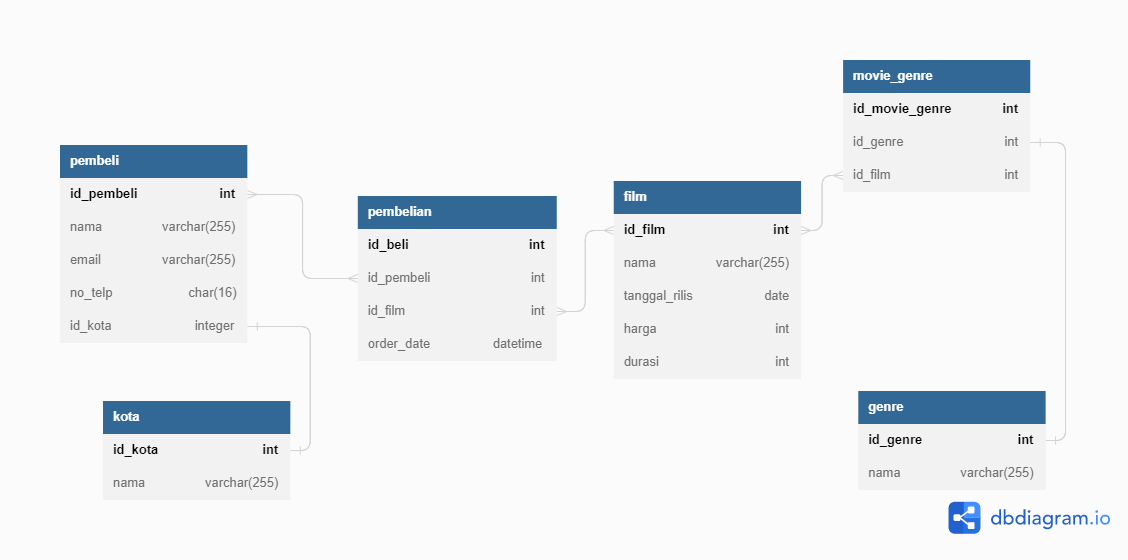 pembeli
id_pembeli int
nama varchar(255)
email varchar(255)
no_telp char(16)
id_kota integer
kota
id_kota int
nama varchar(255)
pembelian
id_beli int
id_pembeli int
id_film int
order_date datetime
film
id_film int
nama varchar(255)
tanggal_rilis date
harga int
durasi int
movie_genre
id_movie_genre int
id_genre int
id_film int
genre
id_genre int
nama varchar(255)
dbdiagram.io